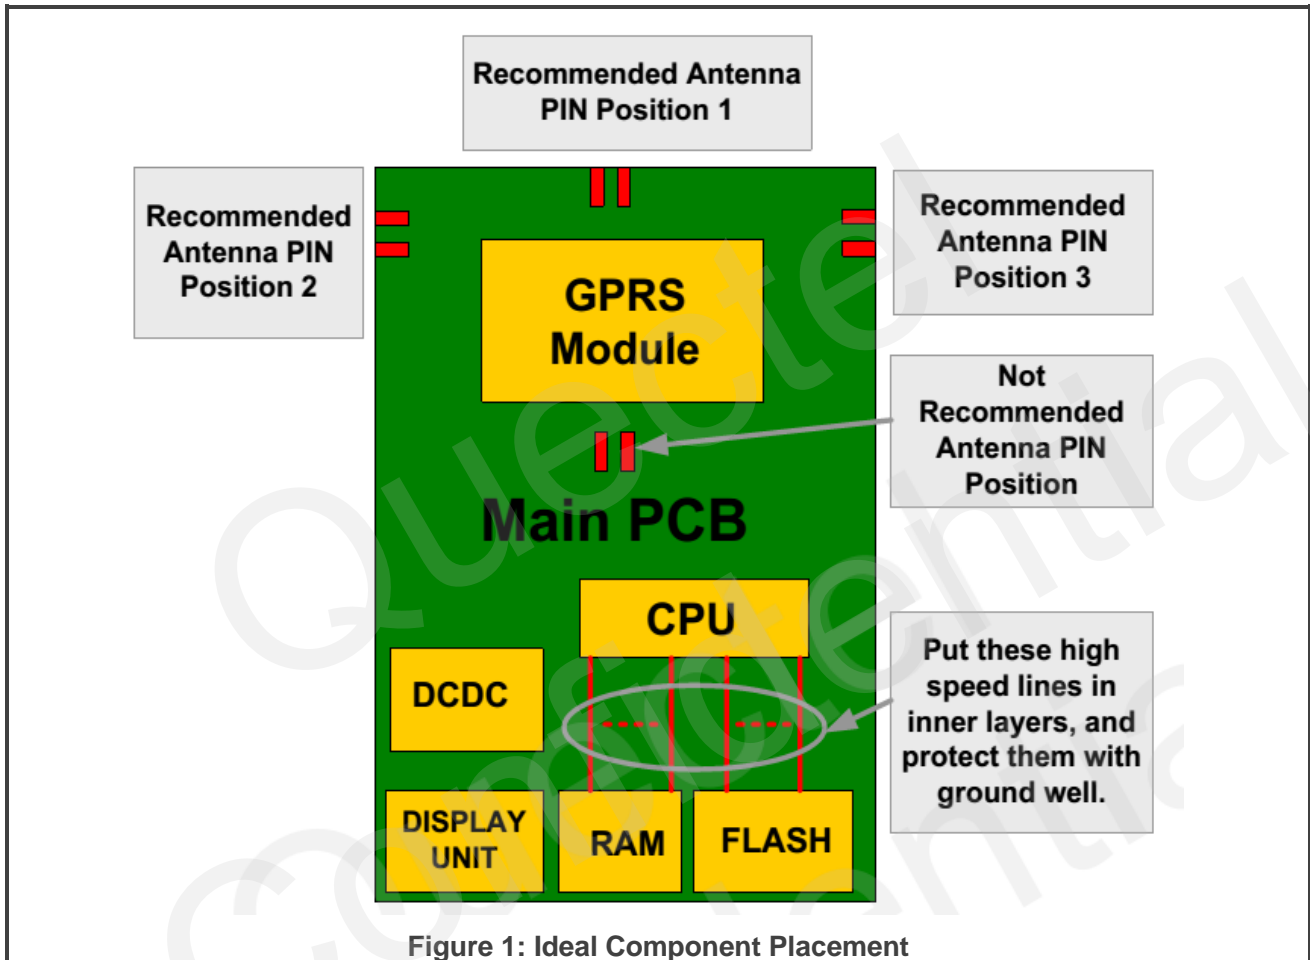 Recommended Antenna
PIN Position 1
Recommended
Antenna PIN
Position 2
Recommended
Antenna PIN
Position 3
GPRS
Module
Not
Recommended
Antenna PIN
Position
Main PCB
CPU
Put these high
speed lines in
inner layers, and
protect them with
ground well.
DCDC
DISPLAY
UNIT
RAM
FLASH
Quectel
Confidential
Figure 1: Ideal Component Placement